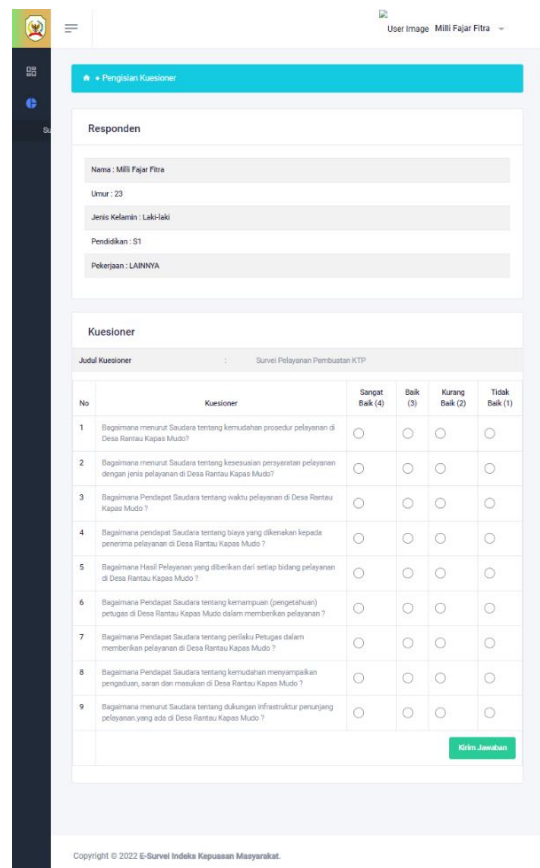 User Image Milli Fajar Fitra
Pengisian Kuesioner
Su
Responden
Nama : Milli Fajar Fitra
Umur : 23
Jenis Kelamin : Laki-laki
Pendidikan : S1
Pekerjaan : LAINNYA
Kuesioner
Judul Kuesioner : Survei Pelayanan Pembuatan KTP
No Kuesioner Sangat Baik (4) Baik (3) Kurang Baik (2) Tidak Baik (1)
1 Bagaimana menurut Saudara tentang kemudahan prosedur pelayanan di
Desa Rantau Kapas Mudo?
2 Bagaimana menurut Saudara tentang kesesuaian persyaratan pelayanan
dengan jenis pelayanan di Desa Rantau Kapas Mudo?
3 Bagaimana Pendapat Saudara tentang waktu pelayanan di Desa Rantau
Kapas Mudo ?
4 Bagaimana pendapat Saudara tentang biaya yang dikenakan kepada
penerima pelayanan di Desa Rantau Kapas Mudo ?
5 Bagaimana Hasil Pelayanan yang diberikan dari setiap bidang pelayanan
di Desa Rantau Kapas Mudo ?
6 Bagaimana Pendapat Saudara tentang kemampuan (pengetahuan)
petugas di Desa Rantau Kapas Mudo dalam memberikan pelayanan ?
7 Bagaimana Pendapat Saudara tentang perilaku Petugas dalam
memberikan pelayanan di Desa Rantau Kapas Mudo ?
8 Bagaimana Pendapat Saudara tentang kemudahan menyampaikan
pengaduan, saran dan masukan di Desa Rantau Kapas Mudo ?
9 Bagaimana menurut Saudara tentang dukungan infrastruktur penunjang
pelayanan yang ada di Desa Rantau Kapas Mudo ?
Kirim Jawaban
Copyright © 2022 E-Survei Indeks Kepuasan Masyarakat.